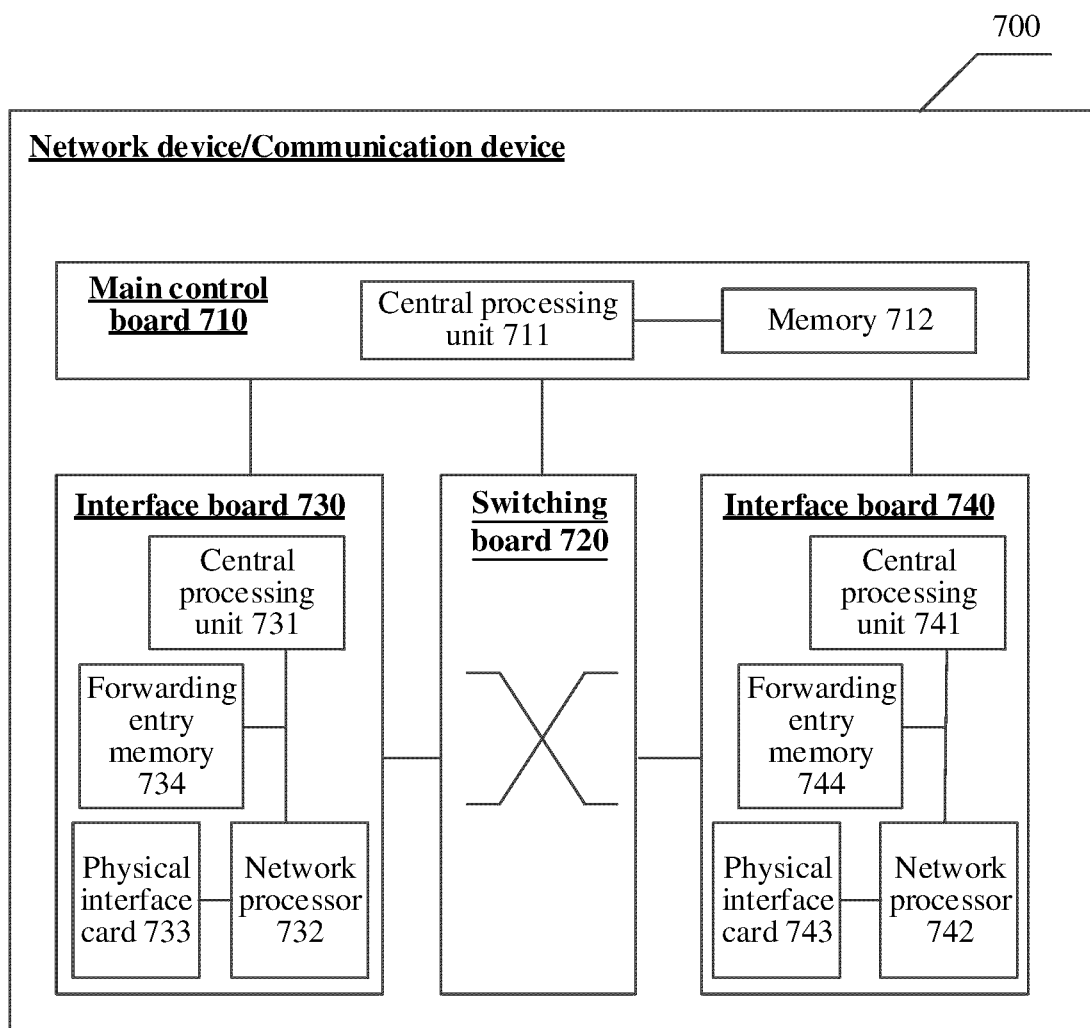 700
Network device/Communication device
Main control
board 710
Central processing
unit 711
Memory 712
Interface board 730
Central
processing
unit 731
Forwarding
entry
memory
734
Physical
interface
card 733
Network
processor
732
Switching
board 720
Interface board 740
Central
processing
unit 741
Forwarding
entry
memory
744
Physical
interface
card 743
Network
processor
742